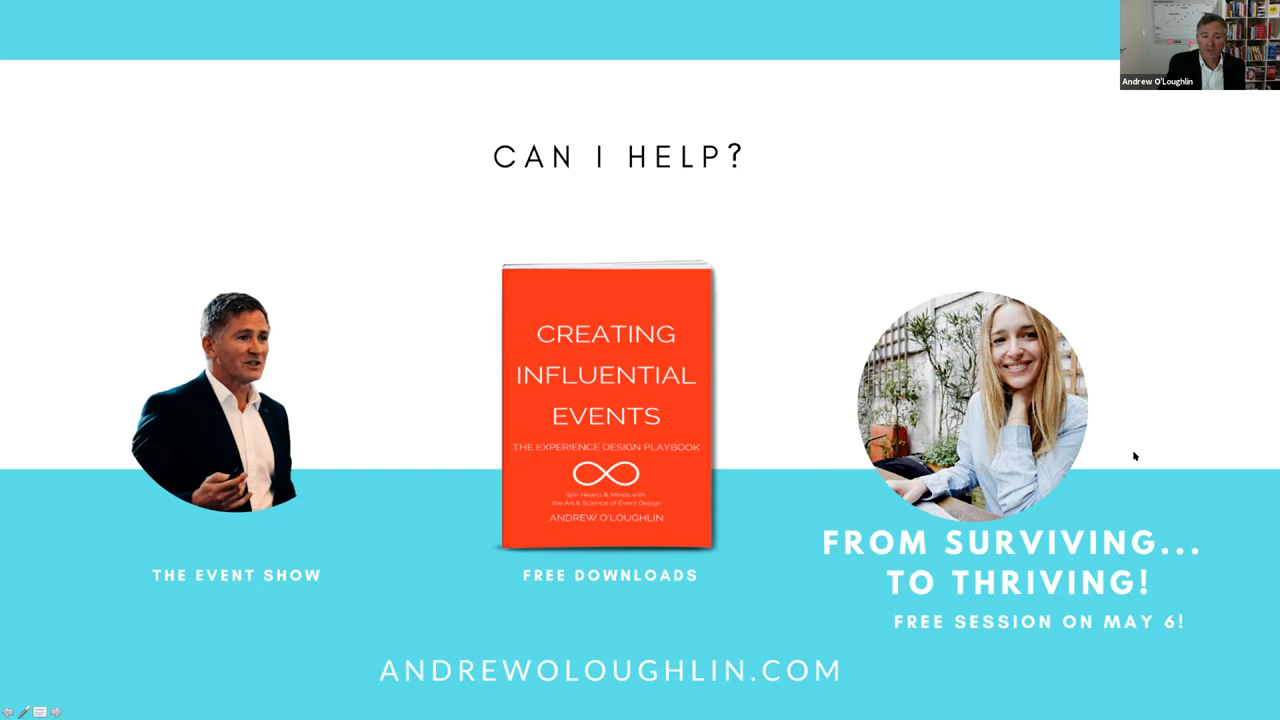 Andrew O'Loughlin
CAN I HELP?
CREATING
INFLUENTIAL
EVENTS
THE EXPERIENCE DESIGN PLAYBOOK
Win Hearts & Minds with
the Art & Science of Event Design
ANDREW O'LOUGHLIN
THE EVENT SHOW
FREE DOWNLOADS
FROM SURVIVING...
TO THRIVING!
FREE SESSION ON MAY 6!
ANDREWOLOUGHLIN.COM